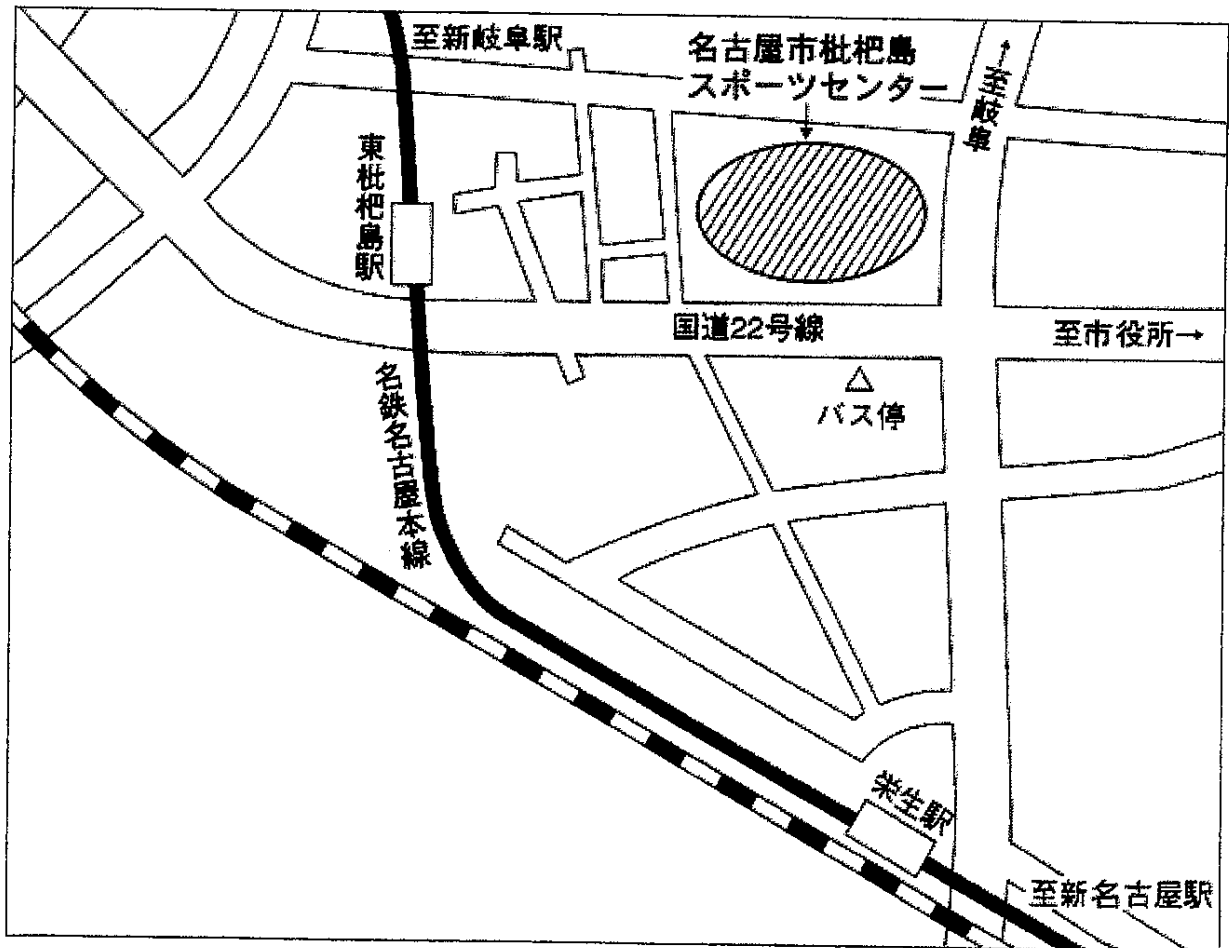 至新岐阜駅
名古屋市枇杷島
スポーツセンター
↑至岐阜
東枇杷島駅
国道22号線
至市役所→
バス停
名鉄名古屋本線
栄生駅
至新名古屋駅